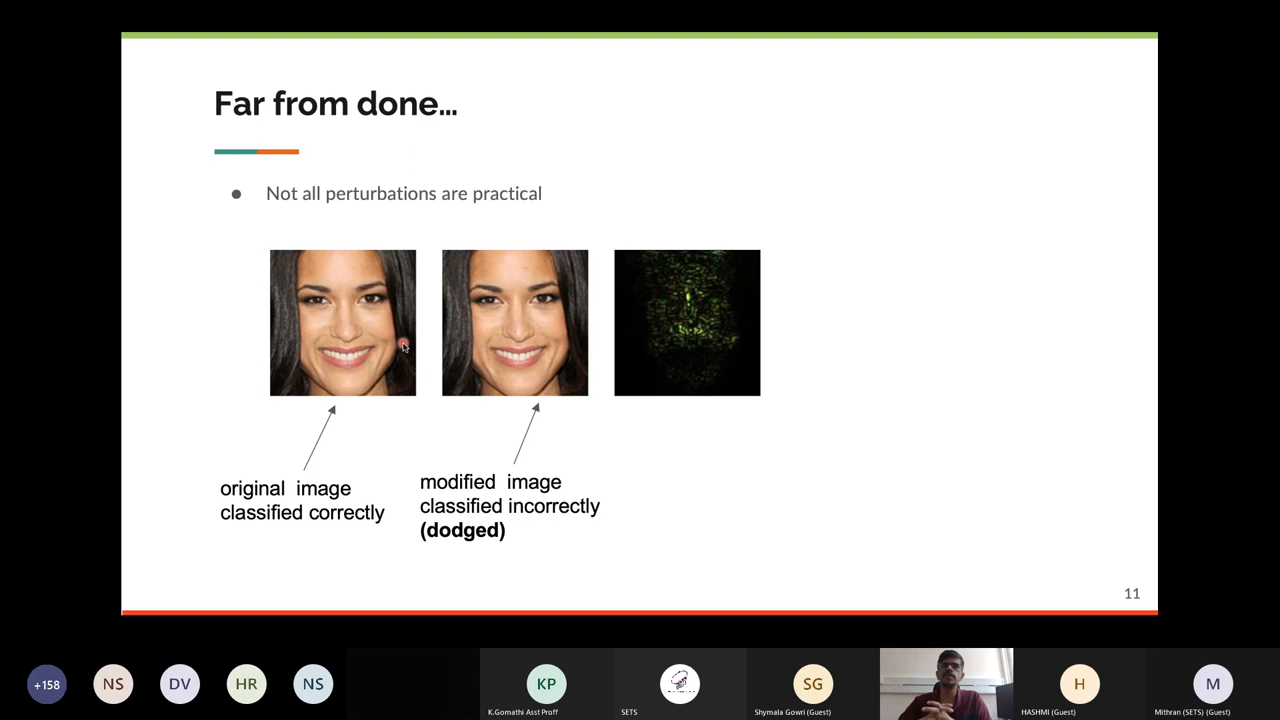 Far from done...
● Not all perturbations are practical
original image
classified correctly
modified image
classified incorrectly
(dodged)
11
+158
NS
DV
HR
NS
KP
K.Gomathi Asst Proff
SETS
SG
Shymala Gowri (Guest)
H
HASHMI (Guest)
M
Mithran (SETS) (Guest)